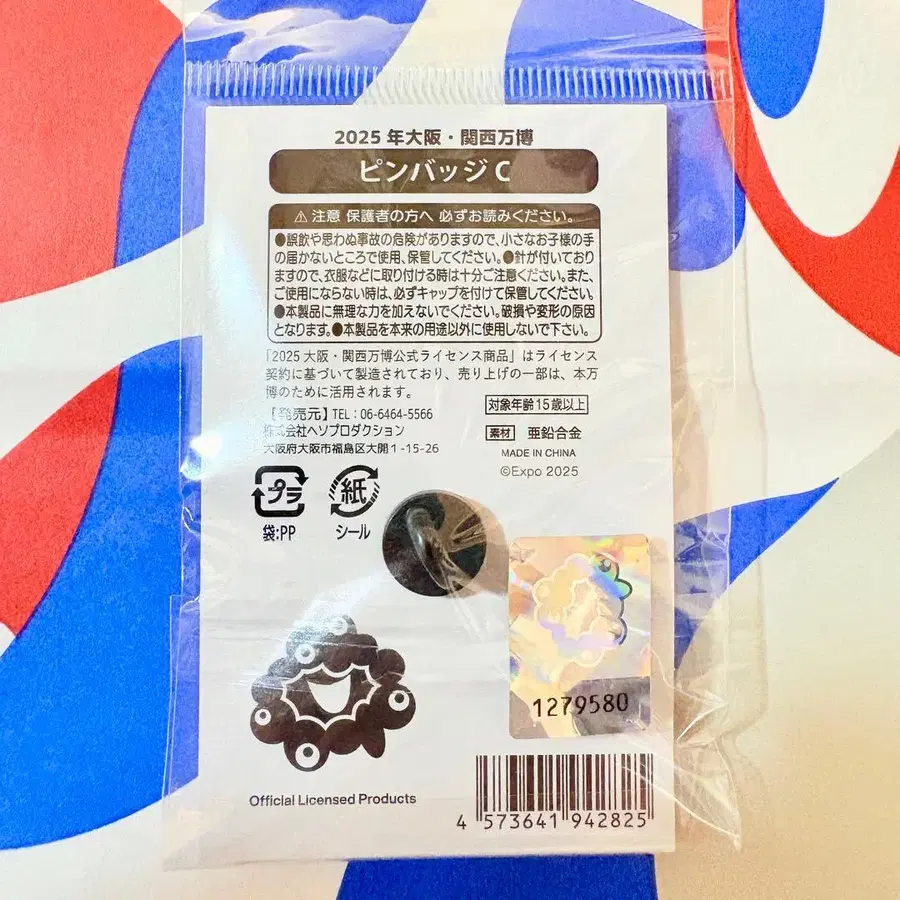 2025年大阪・関西万博
ピンバッジ C
⚠ 注意 保護者の方へ 必ずお読みください。
●誤飲や思わぬ事故の危険がありますので、小さなお子様の手
の届かないところで使用、保管してください。●針が付いており
ますので、衣服などに取り付ける時は十分ご注意ください。また、
ご使用にならない時は、必ずキャップを付けて保管してください。
●本製品に無理な力を加えないでください。破損や変形の原因
となります。●本製品を本来の用途以外に使用しないで下さい。
「2025 大阪・関西万博公式ライセンス商品」はライセンス
契約に基づいて製造されており、売り上げの一部は、本万
博のために活用されます。
【発売元】TEL：06-6464-5566
株式会社ヘソプロダクション
大阪府大阪市福島区大開1-15-26
対象年齢15歳以上
素材 亜鉛合金
MADE IN CHINA
©Expo 2025
プラ
袋:PP
紙
シール
1279580
Official Licensed Products
4 573641 942825